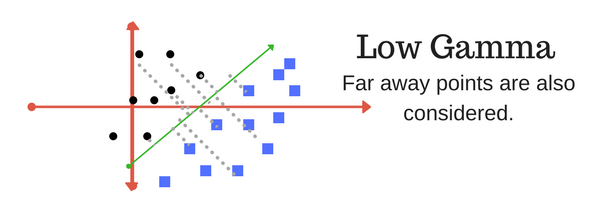 Low Gamma
Far away points are also
considered.